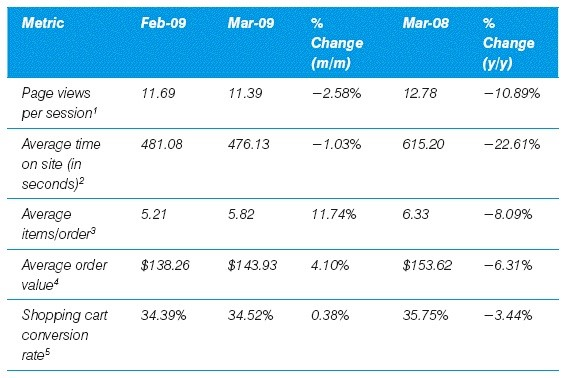 Metric Feb-09 Mar-09 % Change (m/m) Mar-08 % Change (y/y)
Page views per session¹ 11.69 11.39 −2.58% 12.78 −10.89%
Average time on site (in seconds)² 481.08 476.13 −1.03% 615.20 −22.61%
Average items/order³ 5.21 5.82 11.74% 6.33 −8.09%
Average order value⁴ $138.26 $143.93 4.10% $153.62 −6.31%
Shopping cart conversion rate⁵ 34.39% 34.52% 0.38% 35.75% −3.44%